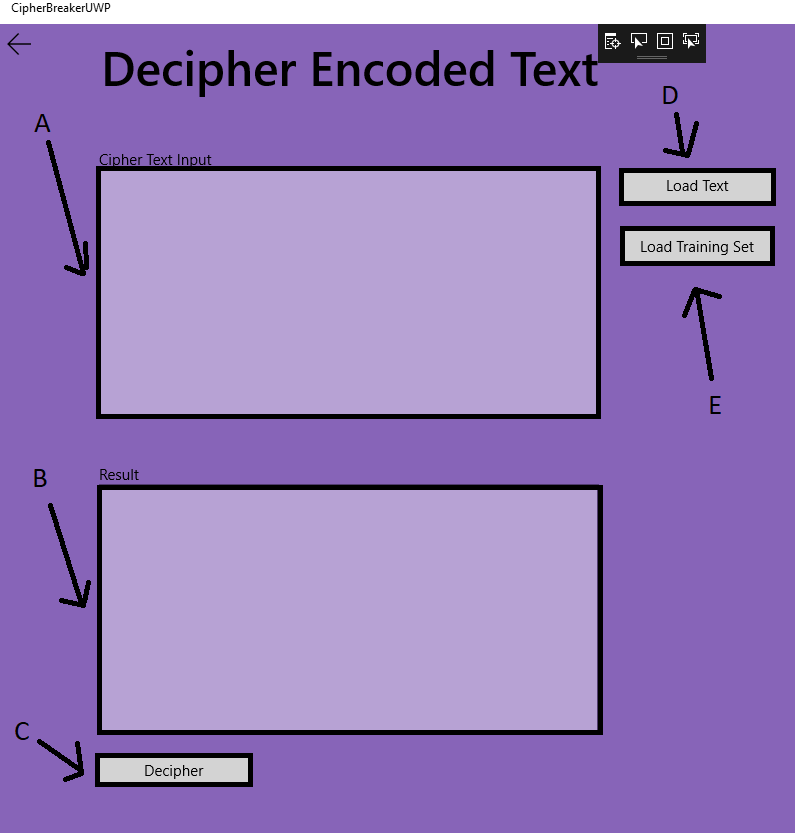 CipherBreakerUWP
Decipher Encoded Text
D
A
Cipher Text Input
Load Text
Load Training Set
E
B
Result
C
Decipher